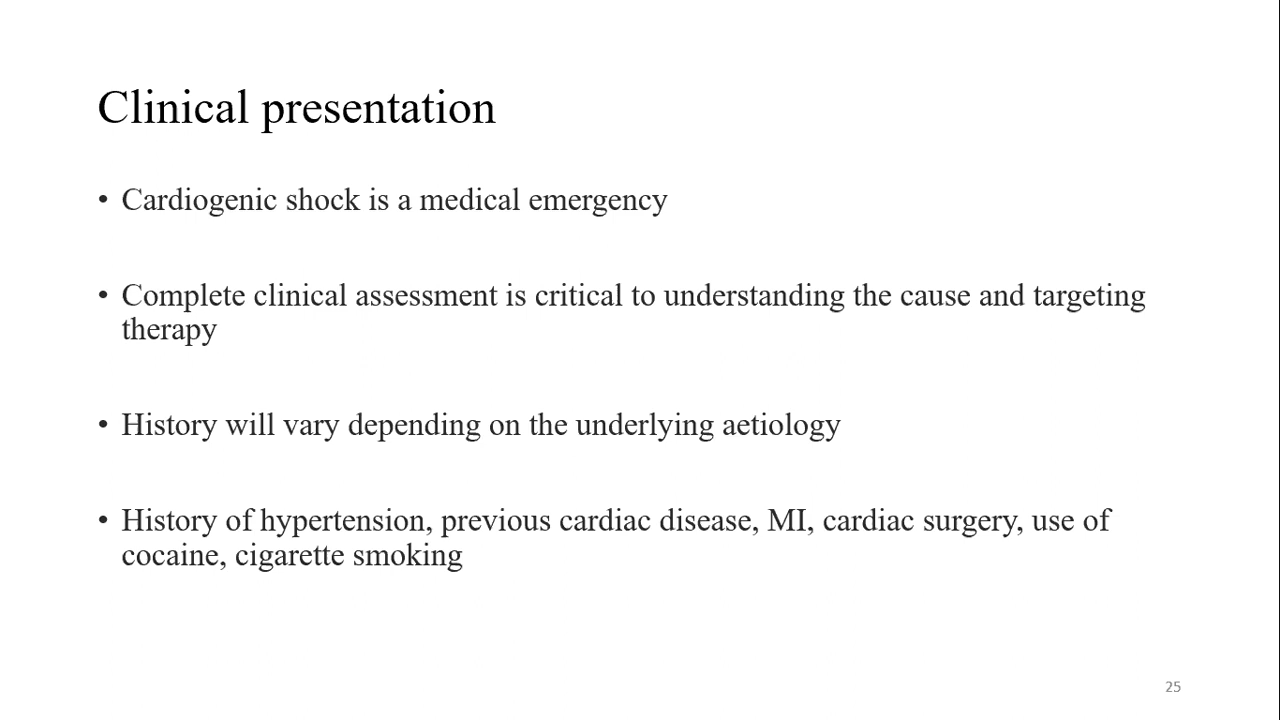 Clinical presentation
• Cardiogenic shock is a medical emergency
• Complete clinical assessment is critical to understanding the cause and targeting
therapy
• History will vary depending on the underlying aetiology
• History of hypertension, previous cardiac disease, MI, cardiac surgery, use of
cocaine, cigarette smoking
25